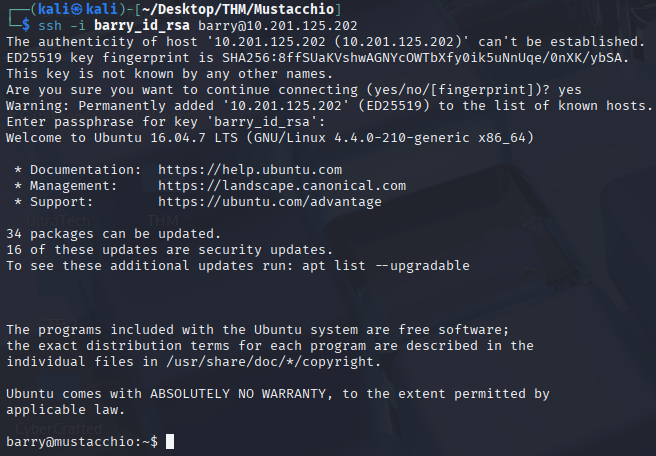 ┌──(kali㉿kali)-[~/Desktop/THM/Mustacchio]
└─$ ssh -i barry_id_rsa barry@10.201.125.202
The authenticity of host '10.201.125.202 (10.201.125.202)' can't be established.
ED25519 key fingerprint is SHA256:8ffSUaKVshwAGNYcOWTbXfy0ik5uNnUqe/0nXK/ybSA.
This key is not known by any other names.
Are you sure you want to continue connecting (yes/no/[fingerprint])? yes
Warning: Permanently added '10.201.125.202' (ED25519) to the list of known hosts.
Enter passphrase for key 'barry_id_rsa':
Welcome to Ubuntu 16.04.7 LTS (GNU/Linux 4.4.0-210-generic x86_64)
* Documentation:  https://help.ubuntu.com
* Management:     https://landscape.canonical.com
* Support:        https://ubuntu.com/advantage
THM
34 packages can be updated.
16 of these updates are security updates.
To see these additional updates run: apt list --upgradable
The programs included with the Ubuntu system are free software;
the exact distribution terms for each program are described in the
individual files in /usr/share/doc/*/copyright.
Ubuntu comes with ABSOLUTELY NO WARRANTY, to the extent permitted by
applicable law.
CyberCrafted
barry@mustacchio:~$